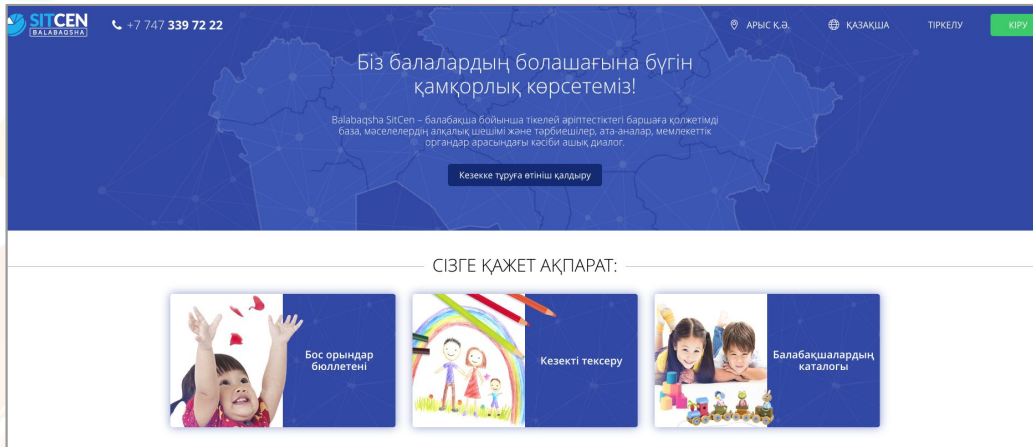 SITCEN
BALABAQSHA
+7 747 339 72 22
АРЫС Қ.Ә.
ҚАЗАҚША
ТІРКЕЛУ
КІРУ
Біз балалардың болашағына бүгін
қамқорлық көрсетеміз!
Balabaqsha SitCen – балабақша бойынша тікелей әріптестіктегі баршаға қолжетімді
база, мәселелердің алқалық шешімі және тәрбиешілер, ата-аналар, мемлекеттік
органдар арасындағы кәсіби ашық диалог.
Кезекке тұруға өтініш қалдыру
СІЗГЕ ҚАЖЕТ АҚПАРАТ:
Бос орындар
бюллетені
Кезекті тексеру
Балабақшалардың
каталогы